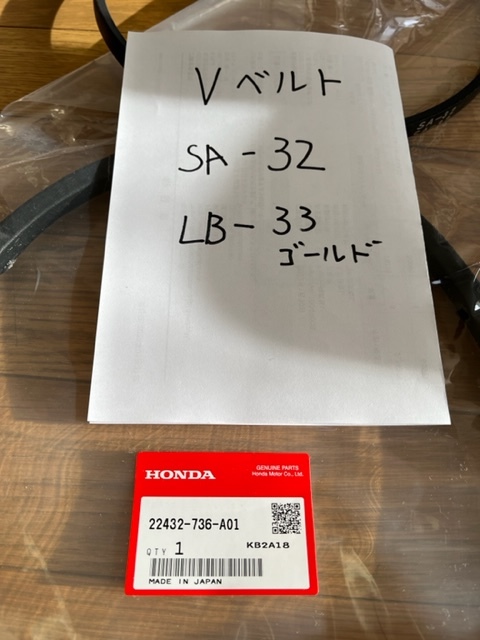 Vベルト
SA-32
LB-33
ゴールド
HONDA
GENUINE PARTS
Honda Motor Co., Ltd.
22432-736-A01
QTY 1
KB2A18
MADE IN JAPAN